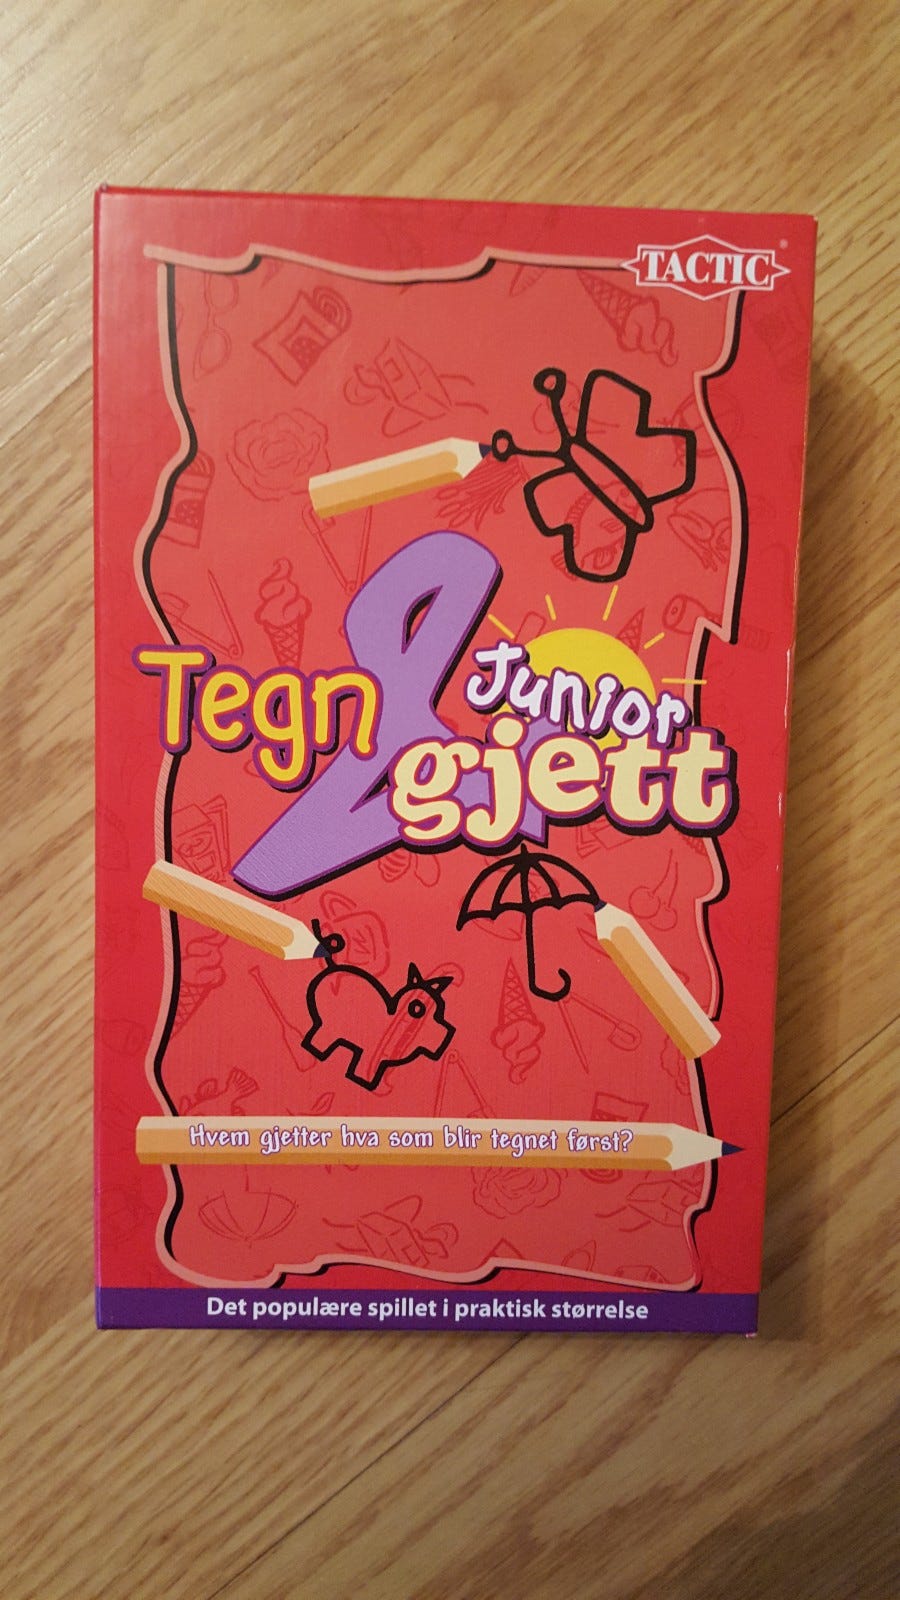 TACTIC®
Tegn & Junior
gjett
Hvem gjetter hva som blir tegnet først?
Det populære spillet i praktisk størrelse